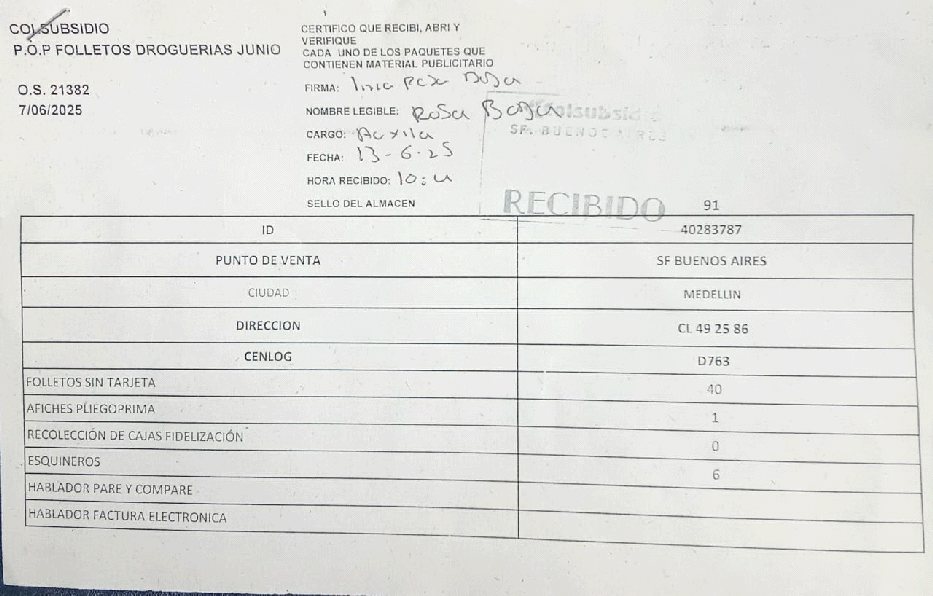 COLSUBSIDIO
P.O.P FOLLETOS DROGUERIAS JUNIO
O.S. 21382
7/06/2025
CERTIFICO QUE RECIBI, ABRI Y
VERIFIQUE
CADA UNO DE LOS PAQUETES QUE
CONTIENEN MATERIAL PUBLICITARIO
FIRMA:
NOMBRE LEGIBLE: Rosa
CARGO:
FECHA: 13-6-25
HORA RECIBIDO:
SELLO DEL ALMACEN
Colsubsidio
SF. BUENOS AIRES
RECIBIDO
91
ID 40283787
PUNTO DE VENTA SF BUENOS AIRES
CIUDAD MEDELLIN
DIRECCION CL 49 25 86
CENLOG D763
FOLLETOS SIN TARJETA 40
AFICHES PLIEGOPRIMA 1
RECOLECCIÓN DE CAJAS FIDELIZACIÓN 0
ESQUINEROS 6
HABLADOR PARE Y COMPARE
HABLADOR FACTURA ELECTRONICA